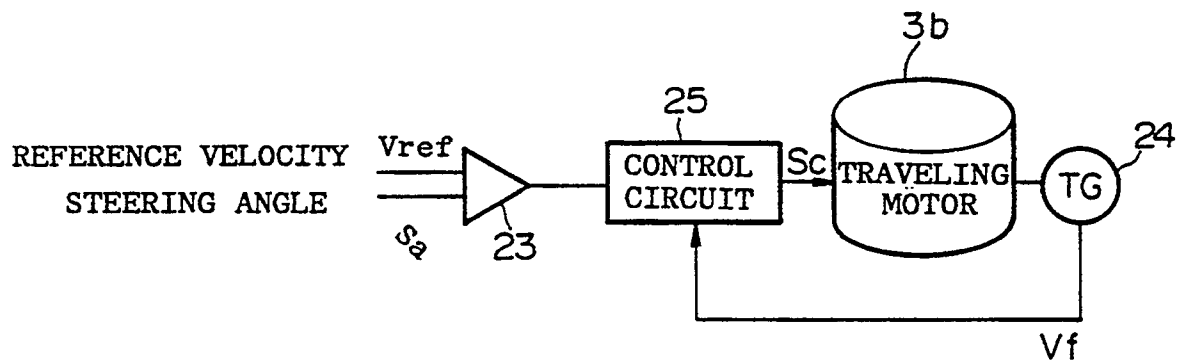 3b
25
24
REFERENCE VELOCITY
Vref
CONTROL
CIRCUIT
Sc
TRAVELING
MOTOR
TG
STEERING ANGLE
Sa
23
Vf